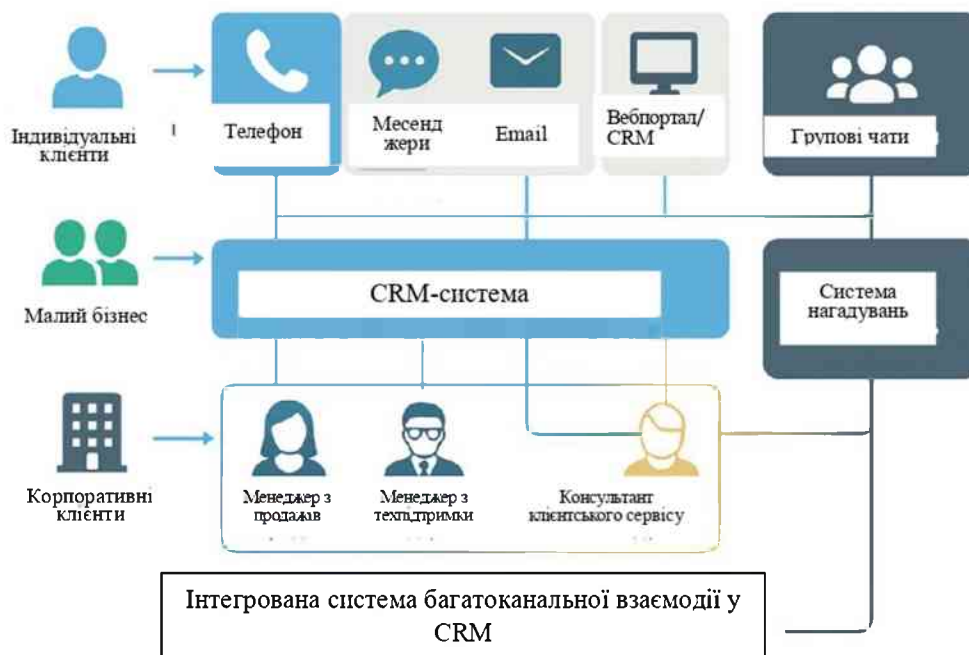 Індивідуальні
клієнти
Телефон
Месенд
жери
Email
Вебпортал/
CRM
Групові чати
Малий бізнес
CRM-система
Система
нагадувань
Корпоративні
клієнти
Менеджер з
продажів
Менеджер з
техпідтримки
Консультант
клієнтського сервісу
Інтегрована система багатоканальної взаємодії у
CRM